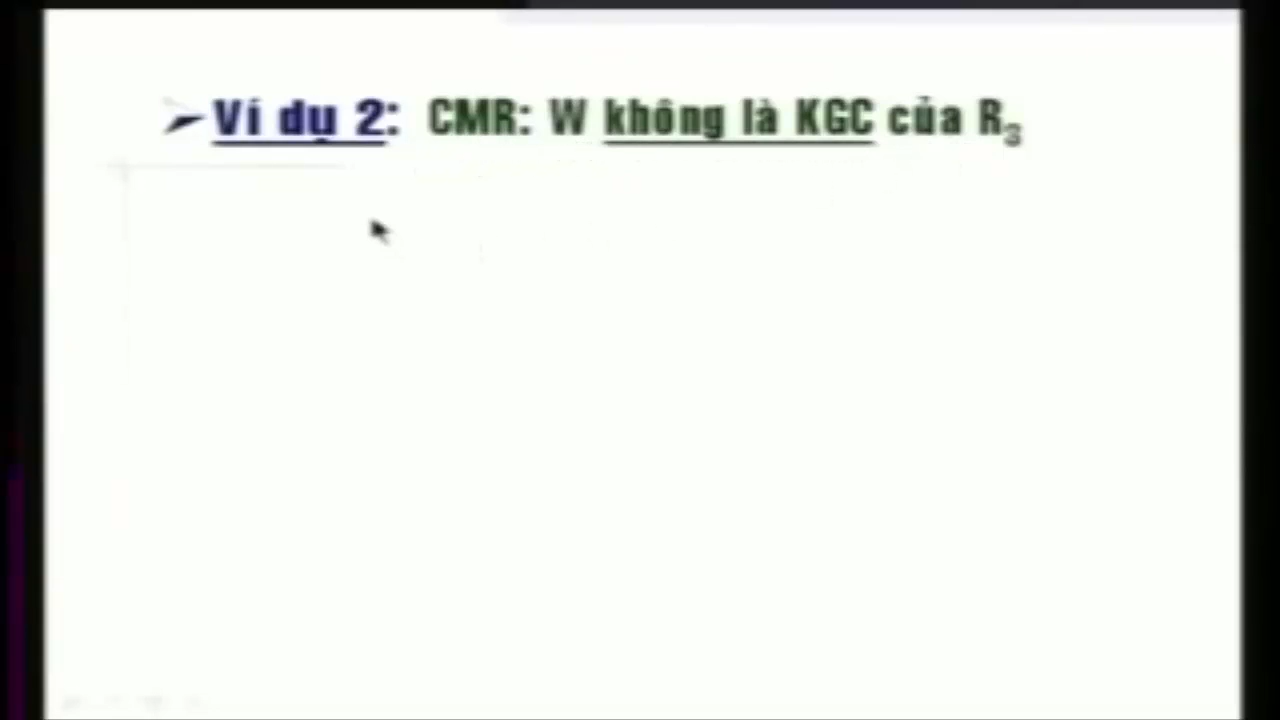 ➢ Ví dụ 2: CMR: W không là KGC của R₃